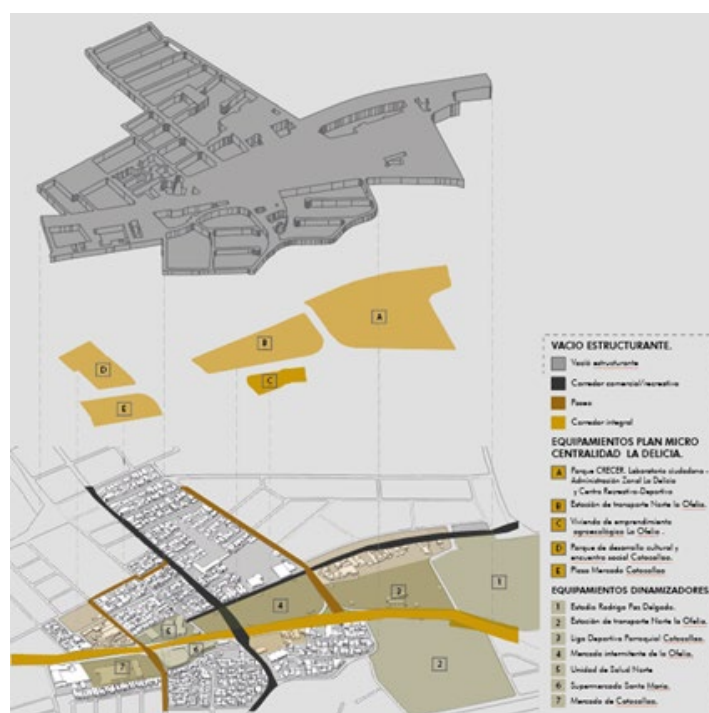 A
B
C
D
E
VACIO ESTRUCTURANTE.
Vació estructurante
Corredor comercial/recreativo
Paseo
Corredor integral
EQUIPAMIENTOS PLAN MICRO
CENTRALIDAD LA DELICIA.
A Parque CRECER. Laboratorio ciudadano -
Administración Zonal La Delicia
y Centro Recreativo-Deportivo
B Estación de transporte Norte la Ofelia.
C Vivienda de emprendimiento
agroecológico La Ofelia .
D Parque de desarrollo cultural y
encuentro social Cotocollao.
E Plaza Mercado Cotocollao
EQUIPAMIENTOS DINAMIZADORES
1 Estadio Rodrigo Paz Delgado.
2 Estación de transporte Norte la Ofelia.
3 Liga Deportiva Parroquial Cotocollao.
4 Mercado intermitente de la Ofelia.
5 Unidad de Salud Norte
6 Supermercado Santa María.
7 Mercado de Cotocollao.
1
3
4
5
6
7
2